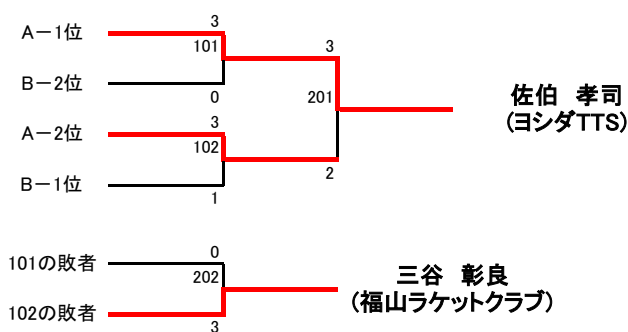 A－1位
3
101
3
B－2位
0
201
佐伯　孝司
(ヨシダTTS)
A－2位
3
102
2
B－1位
1
101の敗者
0
202
三谷　彰良
(福山ラケットクラブ)
102の敗者
3